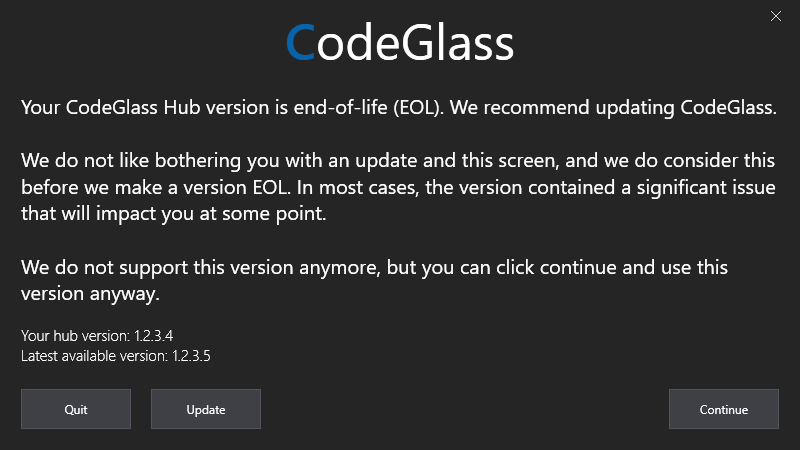 CodeGlass
Your CodeGlass Hub version is end-of-life (EOL). We recommend updating CodeGlass.
We do not like bothering you with an update and this screen, and we do consider this
before we make a version EOL. In most cases, the version contained a significant issue
that will impact you at some point.
We do not support this version anymore, but you can click continue and use this
version anyway.
Your hub version: 1.2.3.4
Latest available version: 1.2.3.5
Quit
Update
Continue